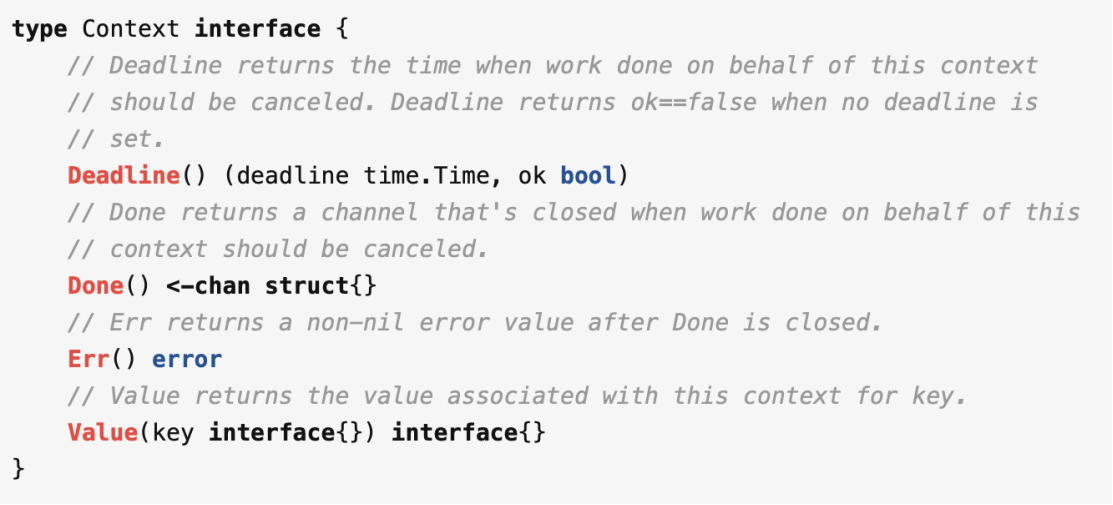 type Context interface {
    // Deadline returns the time when work done on behalf of this context
    // should be canceled. Deadline returns ok==false when no deadline is
    // set.
    Deadline() (deadline time.Time, ok bool)
    // Done returns a channel that's closed when work done on behalf of this
    // context should be canceled.
    Done() <-chan struct{}
    // Err returns a non-nil error value after Done is closed.
    Err() error
    // Value returns the value associated with this context for key.
    Value(key interface{}) interface{}
}